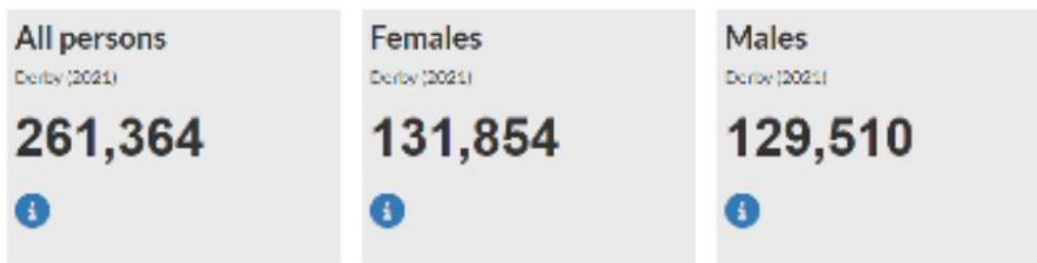 All persons
Derby (2021)
261,364
Females
Derby (2021)
131,854
Males
Derby (2021)
129,510